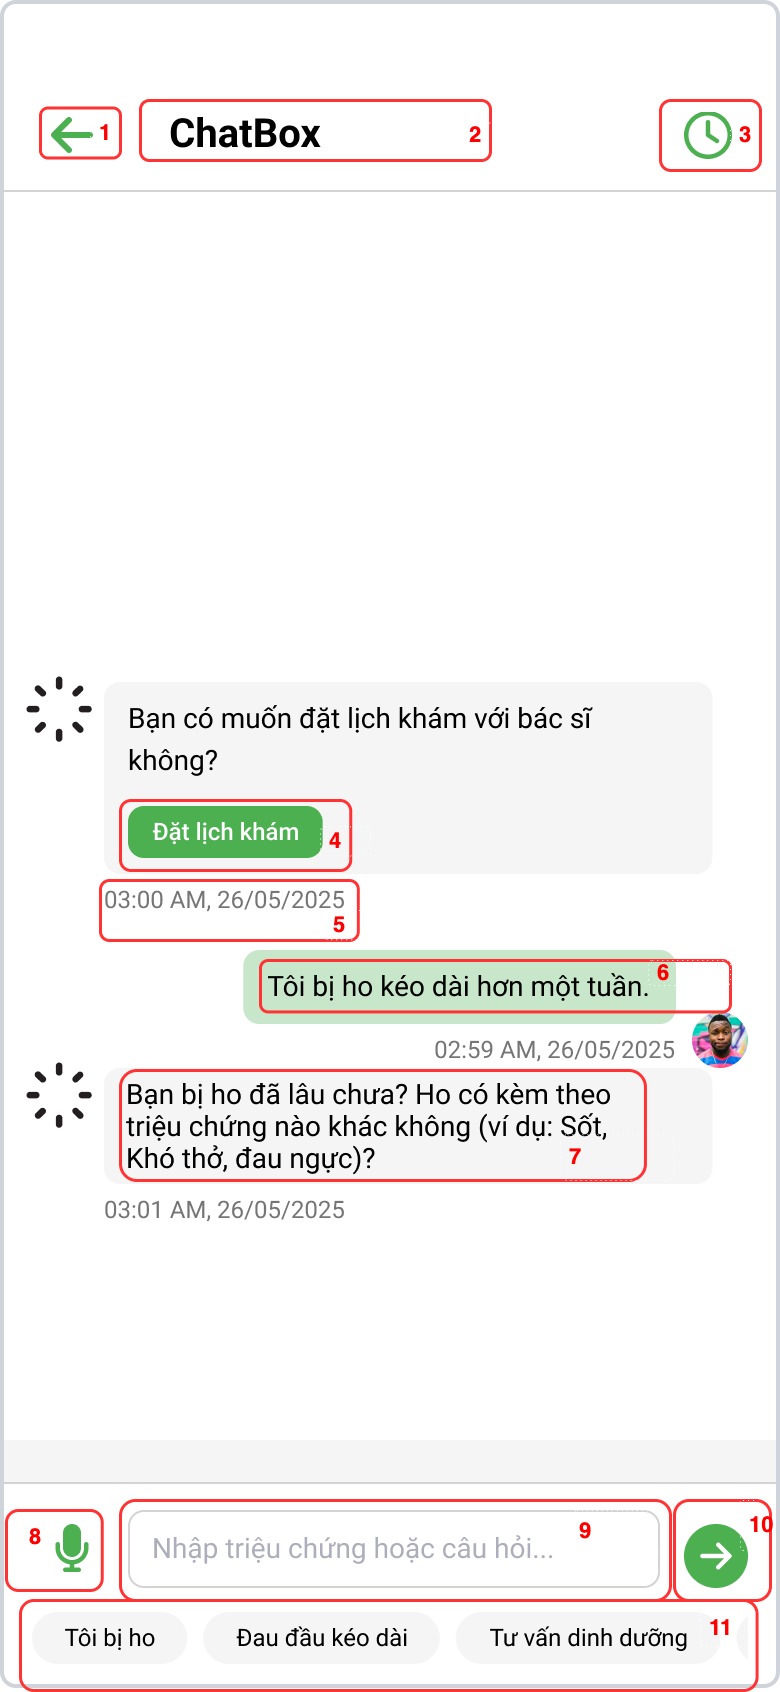 1
ChatBox 2
3
Bạn có muốn đặt lịch khám với bác sĩ
không?
Đặt lịch khám 4
03:00 AM, 26/05/2025
5
6
Tôi bị ho kéo dài hơn một tuần.
02:59 AM, 26/05/2025
Bạn bị ho đã lâu chưa? Ho có kèm theo
triệu chứng nào khác không (ví dụ: Sốt,
Khó thở, đau ngực)? 7
03:01 AM, 26/05/2025
8
Nhập triệu chứng hoặc câu hỏi... 9
10
Tôi bị ho
Đau đầu kéo dài
Tư vấn dinh dưỡng 11